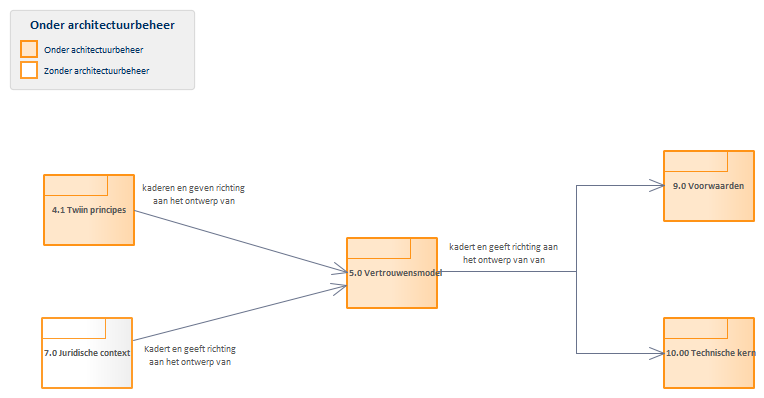 Onder architectuurbeheer
Onder achitectuurbeheer
Zonder architectuurbeheer
kaderen en geven richting
aan het ontwerp van
4.1 Twiin principes
9.0 Voorwaarden
kadert en geeft richting aan
het ontwerp van van
5.0 Vertrouwensmodel
7.0 Juridische context
Kadert en geeft richting
aan het ontwerp van
10.00 Technische kern